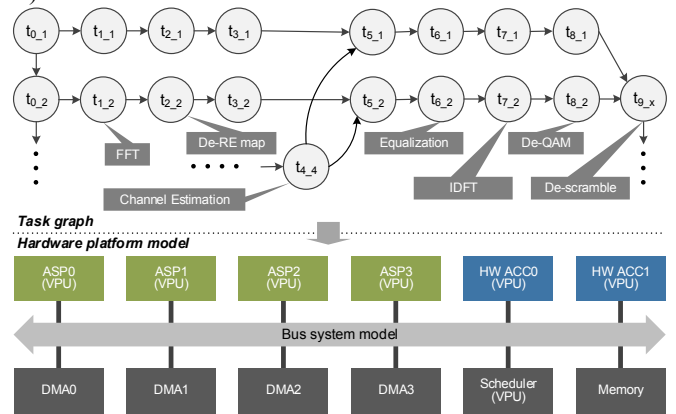 t0_1 t1_1 t2_1 t3_1 t5_1 t6_1 t7_1 t8_1
t0_2 t1_2 t2_2 t3_2 t5_2 t6_2 t7_2 t8_2 t9_x
FFT
De-RE map
Equalization
De-QAM
t4_4
IDFT
De-scramble
Channel Estimation
Task graph
Hardware platform model
ASP0 ASP1 ASP2 ASP3 HW ACC0 HW ACC1
(VPU) (VPU) (VPU) (VPU) (VPU) (VPU)
Bus system model
DMA0 DMA1 DMA2 DMA3 Scheduler Memory
(VPU)